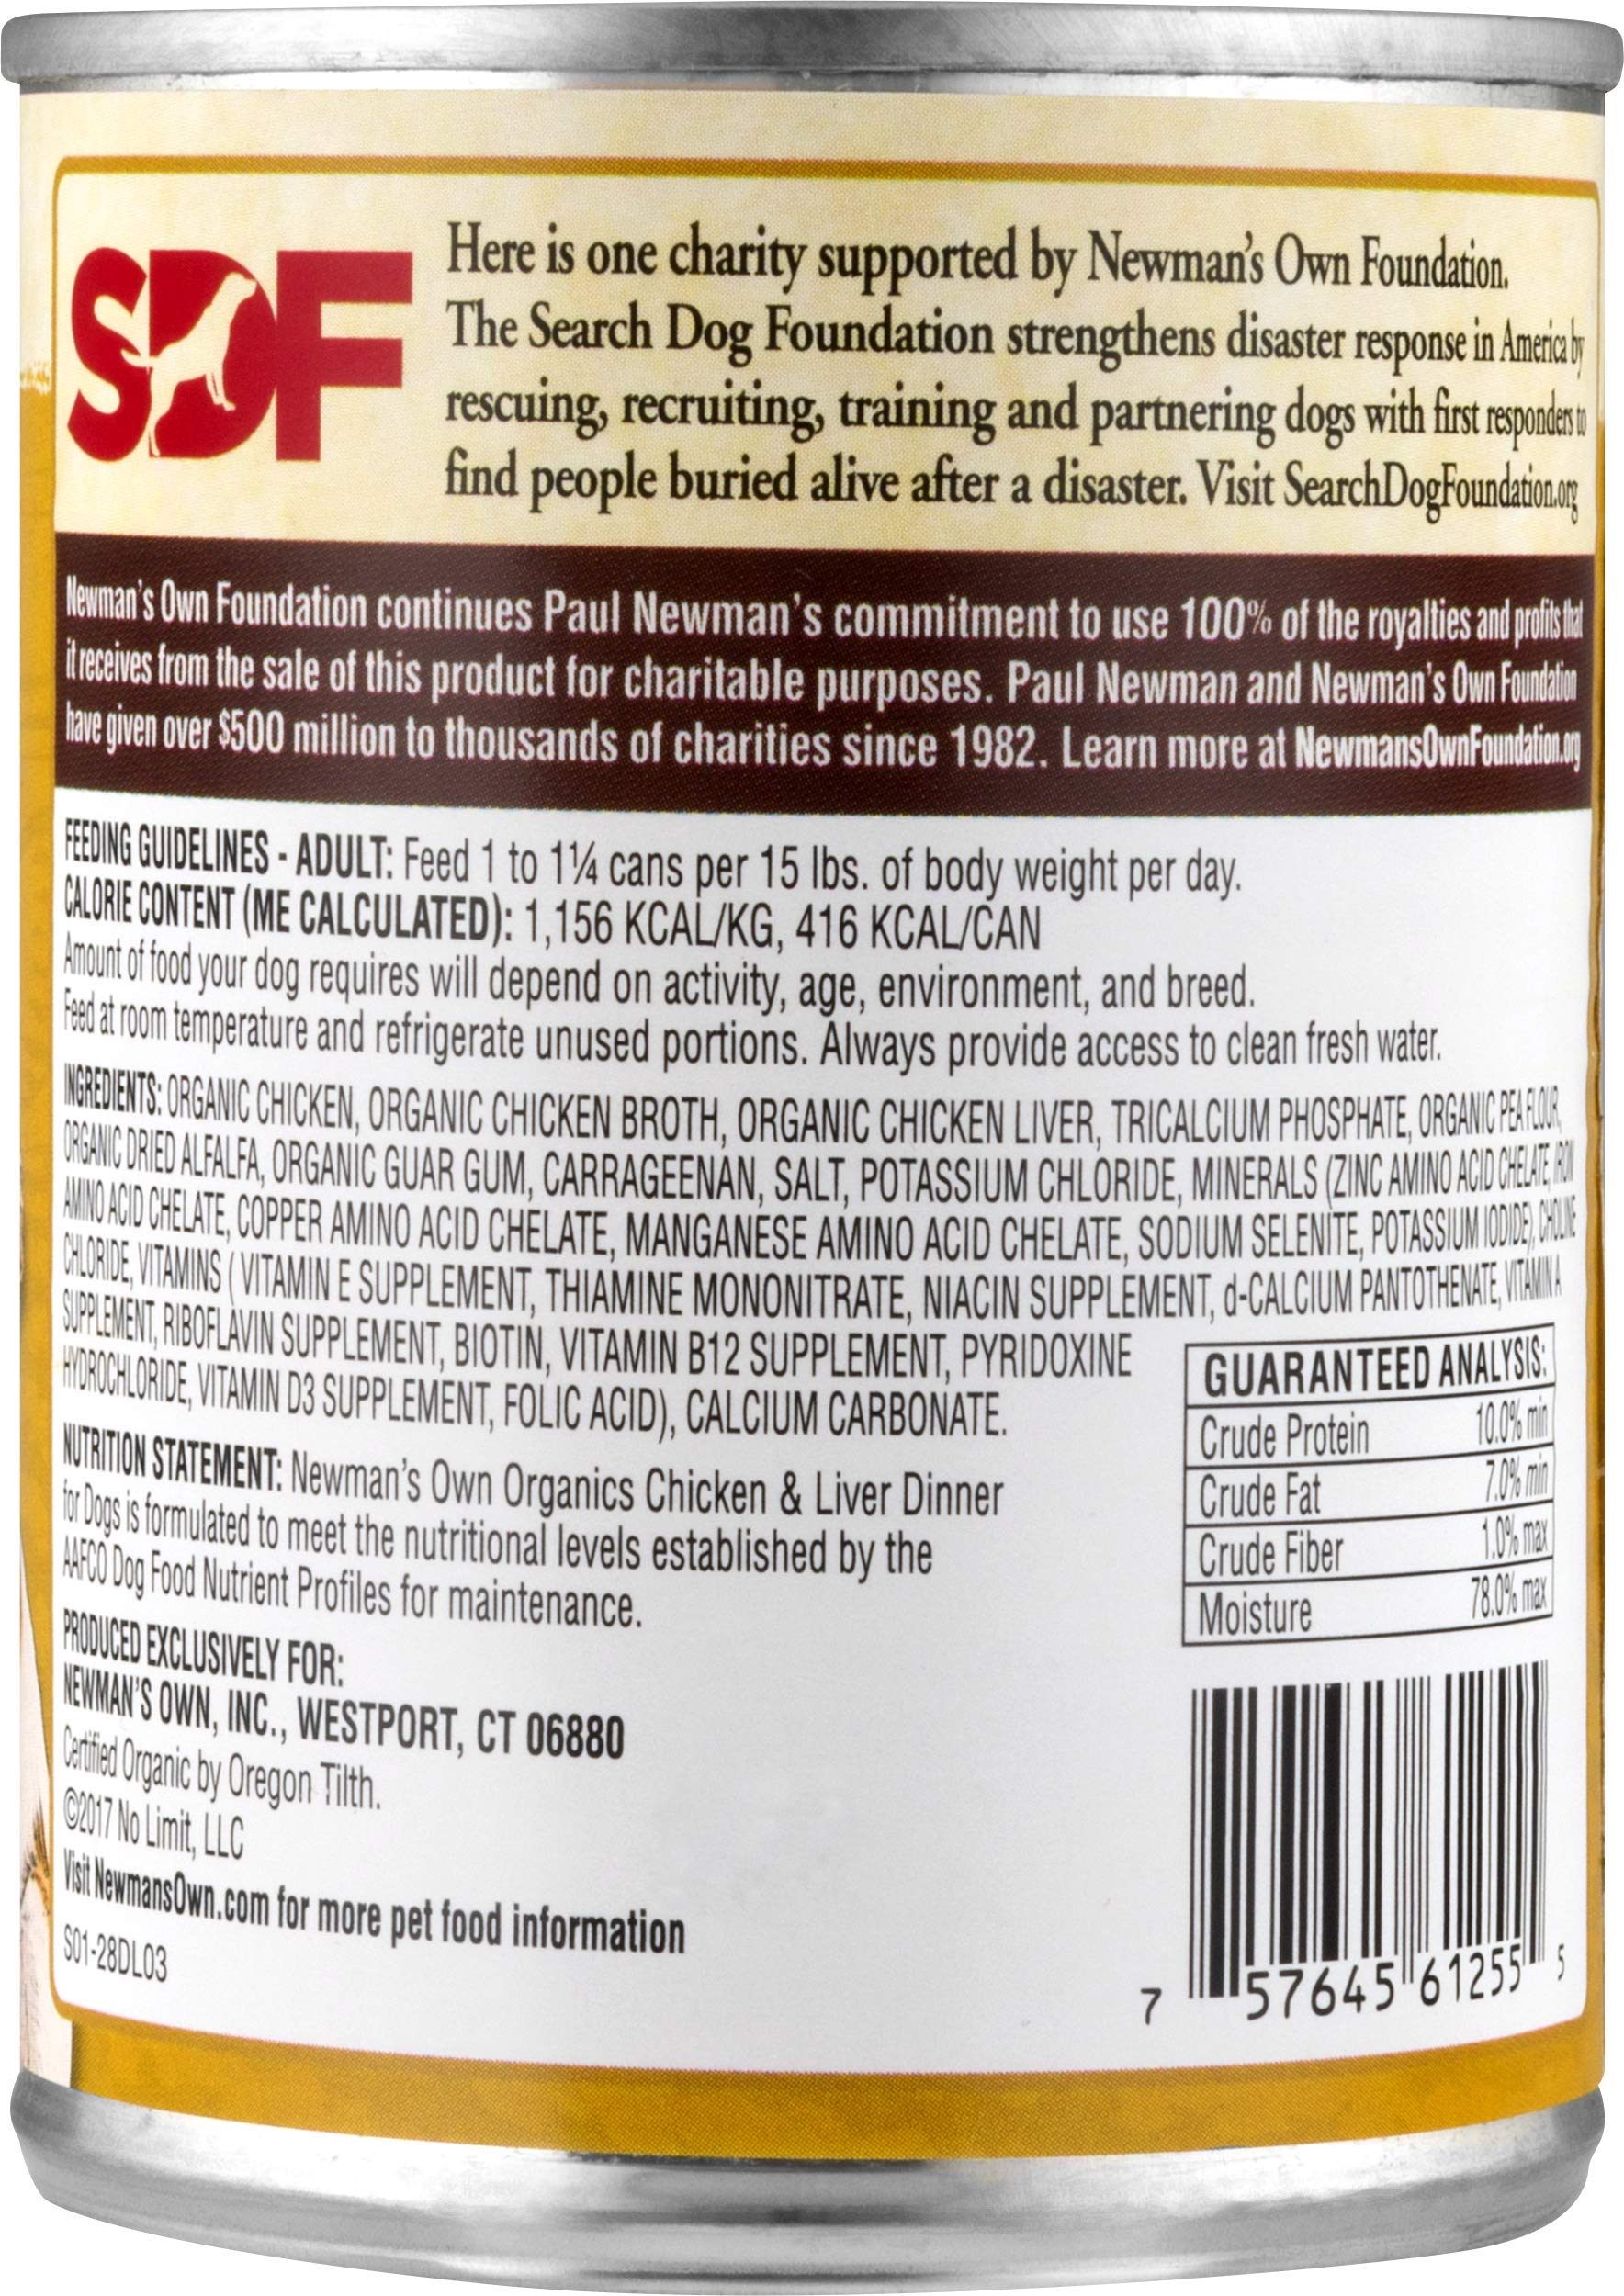 SDF
Here is one charity supported by Newman's Own Foundation.
The Search Dog Foundation strengthens disaster response in America by
rescuing, recruiting, training and partnering dogs with first responders to
find people buried alive after a disaster. Visit SearchDogFoundation.org
Newman's Own Foundation continues Paul Newman's commitment to use 100% of the royalties and profits that
it receives from the sale of this product for charitable purposes. Paul Newman and Newman's Own Foundation
have given over $500 million to thousands of charities since 1982. Learn more at NewmansOwnFoundation.org
FEEDING GUIDELINES - ADULT: Feed 1 to 1¼ cans per 15 lbs. of body weight per day.
CALORIE CONTENT (ME CALCULATED): 1,156 KCAL/KG, 416 KCAL/CAN
Amount of food your dog requires will depend on activity, age, environment, and breed.
Feed at room temperature and refrigerate unused portions. Always provide access to clean fresh water.
INGREDIENTS: ORGANIC CHICKEN, ORGANIC CHICKEN BROTH, ORGANIC CHICKEN LIVER, TRICALCIUM PHOSPHATE, ORGANIC PEA FLOUR,
ORGANIC DRIED ALFALFA, ORGANIC GUAR GUM, CARRAGEENAN, SALT, POTASSIUM CHLORIDE, MINERALS (ZINC AMINO ACID CHELATE, IRON
AMINO ACID CHELATE, COPPER AMINO ACID CHELATE, MANGANESE AMINO ACID CHELATE, SODIUM SELENITE, POTASSIUM IODIDE), CHOLINE
CHLORIDE, VITAMINS ( VITAMIN E SUPPLEMENT, THIAMINE MONONITRATE, NIACIN SUPPLEMENT, d-CALCIUM PANTOTHENATE, VITAMIN A
SUPPLEMENT, RIBOFLAVIN SUPPLEMENT, BIOTIN, VITAMIN B12 SUPPLEMENT, PYRIDOXINE
HYDROCHLORIDE, VITAMIN D3 SUPPLEMENT, FOLIC ACID), CALCIUM CARBONATE.
NUTRITION STATEMENT: Newman's Own Organics Chicken & Liver Dinner
for Dogs is formulated to meet the nutritional levels established by the
AAFCO Dog Food Nutrient Profiles for maintenance.
PRODUCED EXCLUSIVELY FOR:
NEWMAN'S OWN, INC., WESTPORT, CT 06880
Certified Organic by Oregon Tilth.
©2017 No Limit, LLC
Visit NewmansOwn.com for more pet food information
S01-28DL03
GUARANTEED ANALYSIS:
Crude Protein 10.0% min
Crude Fat 7.0% min
Crude Fiber 1.0% max
Moisture 78.0% max
7 57645 61255 5